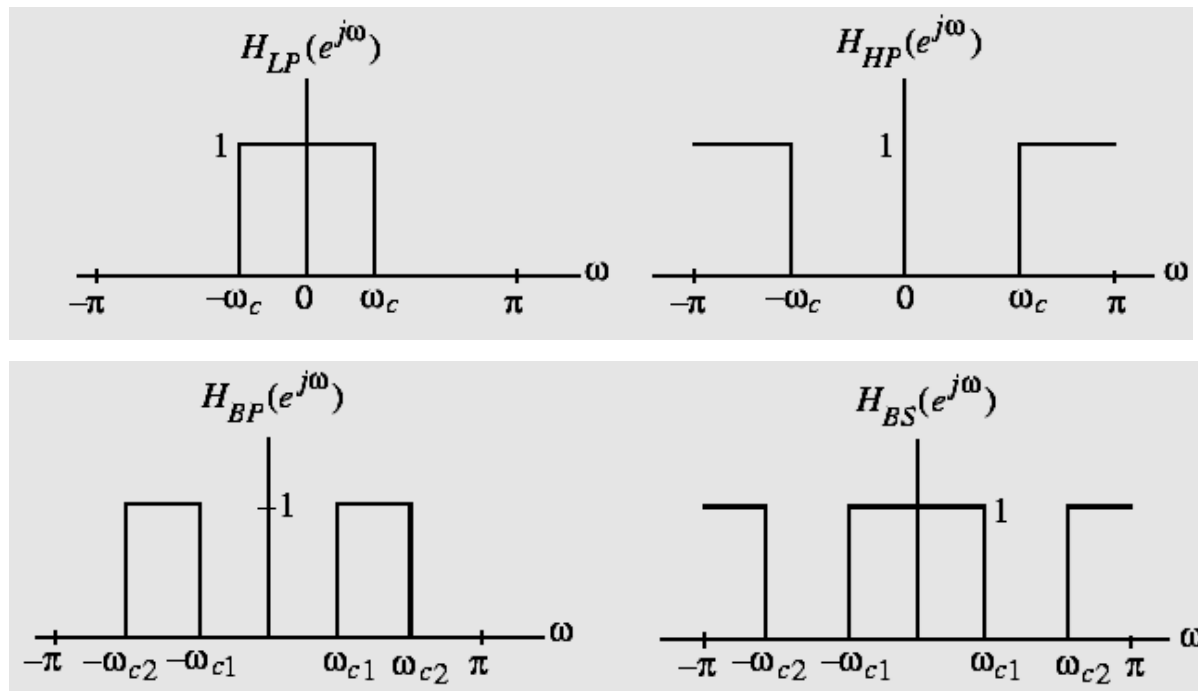 H_LP(e^jω)
1
−π −ω_c 0 ω_c π ω
H_HP(e^jω)
1
−π −ω_c 0 ω_c π ω
H_BP(e^jω)
1
−π −ω_c2 −ω_c1 ω_c1 ω_c2 π ω
H_BS(e^jω)
1
−π −ω_c2 −ω_c1 ω_c1 ω_c2 π ω